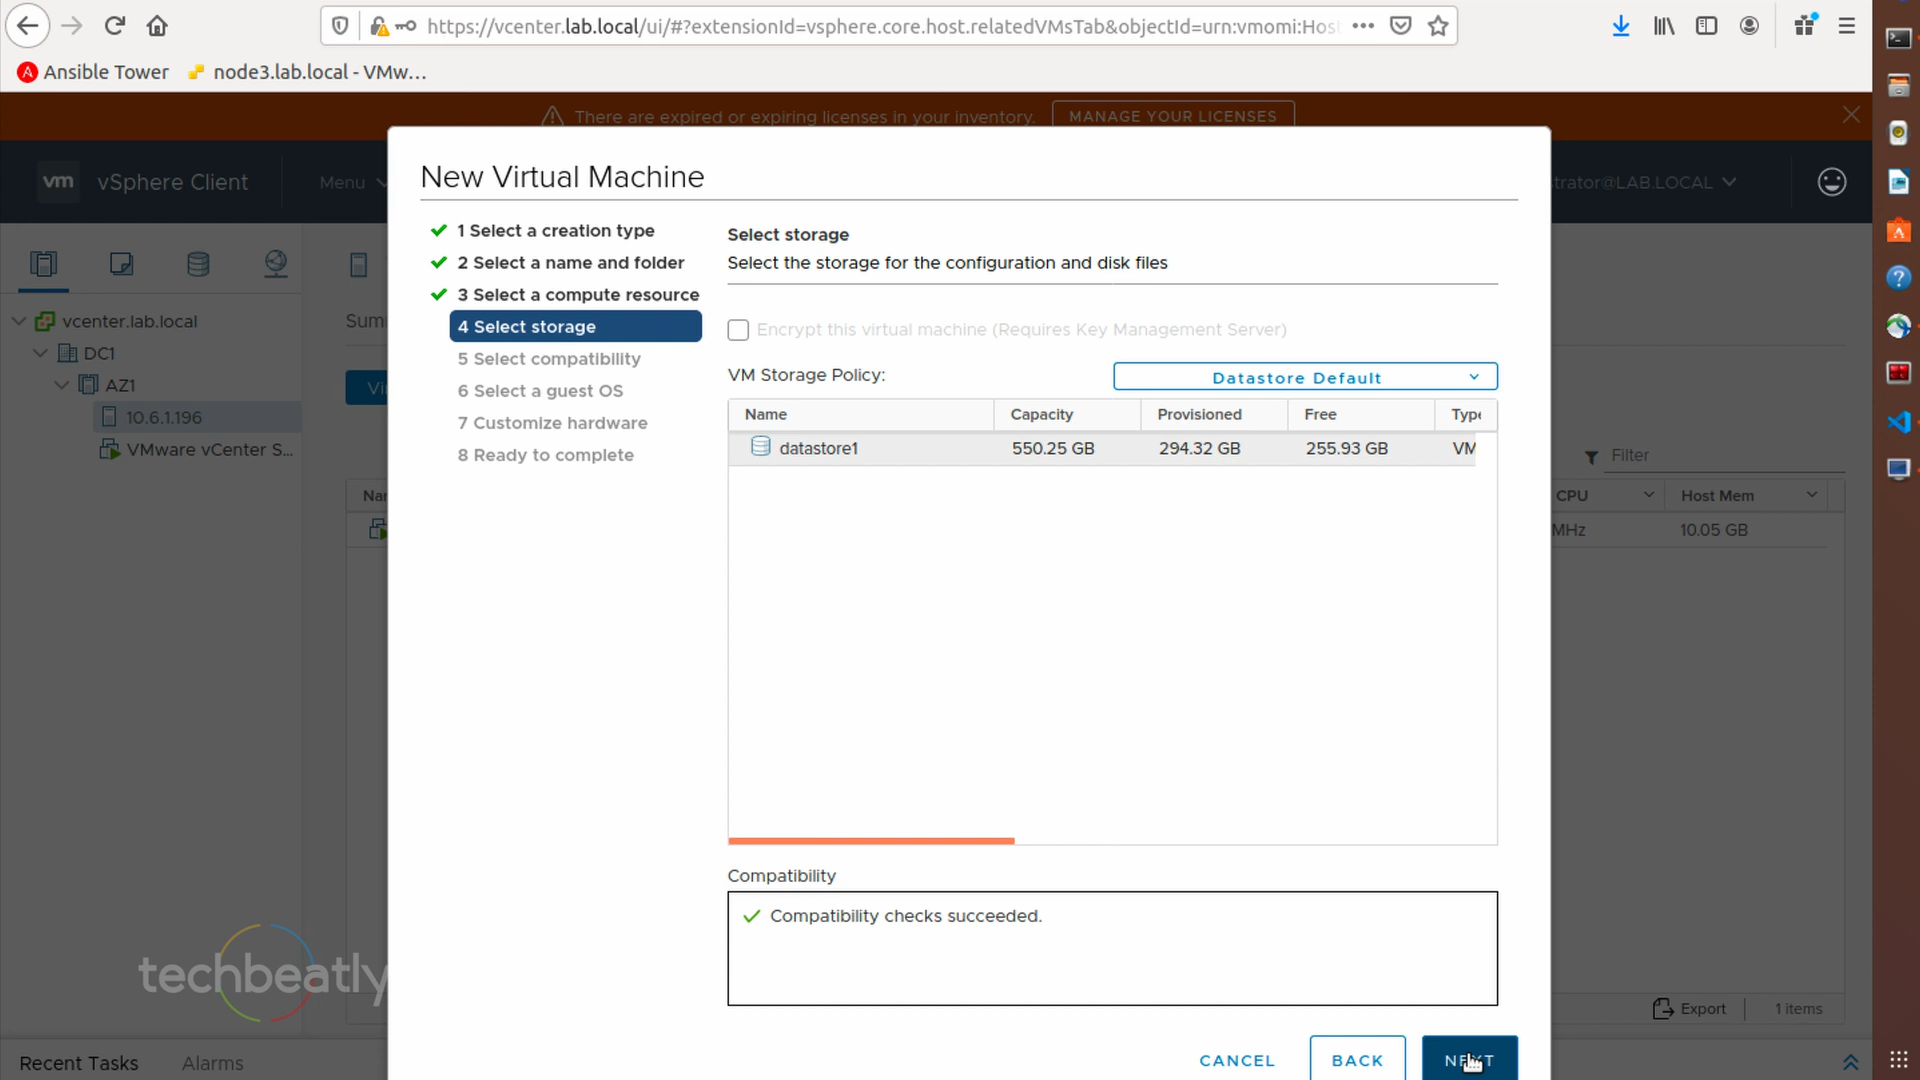 https://vcenter.lab.local/ui/#?extensionId=vsphere.core.host.relatedVMsTab&objectId=urn:vmomi:Hos
Ansible Tower
node3.lab.local - VMw...
There are expired or expiring licenses in your inventory.
MANAGE YOUR LICENSES
vm
vSphere Client
Menu
trator@LAB.LOCAL
New Virtual Machine
1 Select a creation type
2 Select a name and folder
3 Select a compute resource
4 Select storage
5 Select compatibility
6 Select a guest OS
7 Customize hardware
8 Ready to complete
Select storage
Select the storage for the configuration and disk files
Encrypt this virtual machine (Requires Key Management Server)
VM Storage Policy:
Datastore Default
Name Capacity Provisioned Free Type
datastore1 550.25 GB 294.32 GB 255.93 GB VM
Compatibility
Compatibility checks succeeded.
CANCEL
BACK
NEXT
vcenter.lab.local
DC1
AZ1
10.6.1.196
VMware vCenter S...
Sum
Vi
Nar
Filter
CPU Host Mem
MHz 10.05 GB
Export
1 items
techbeatly
Recent Tasks
Alarms